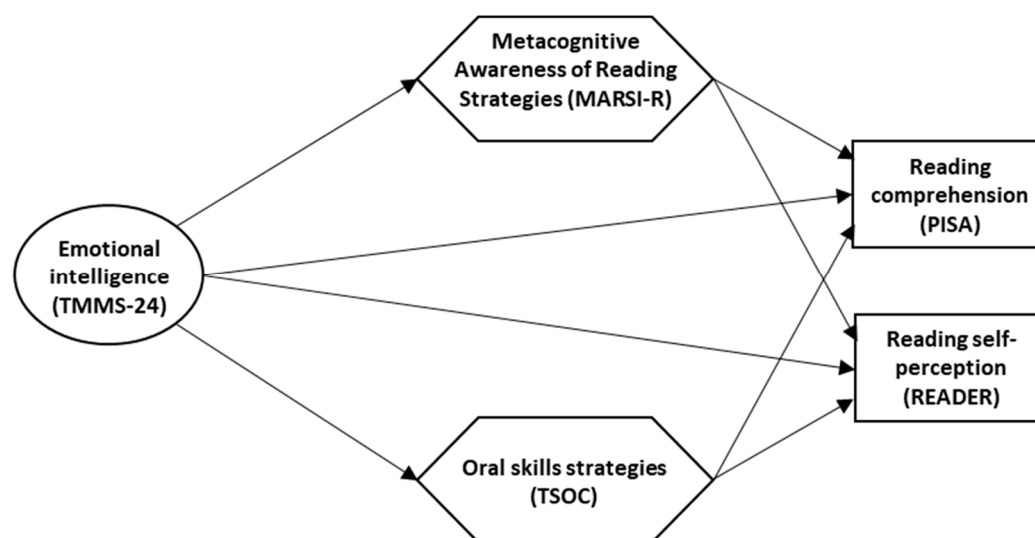 Metacognitive
Awareness of Reading
Strategies (MARSI-R)
Reading
comprehension
(PISA)
Emotional
intelligence
(TMMS-24)
Reading self-
perception
(READER)
Oral skills strategies
(TSOC)